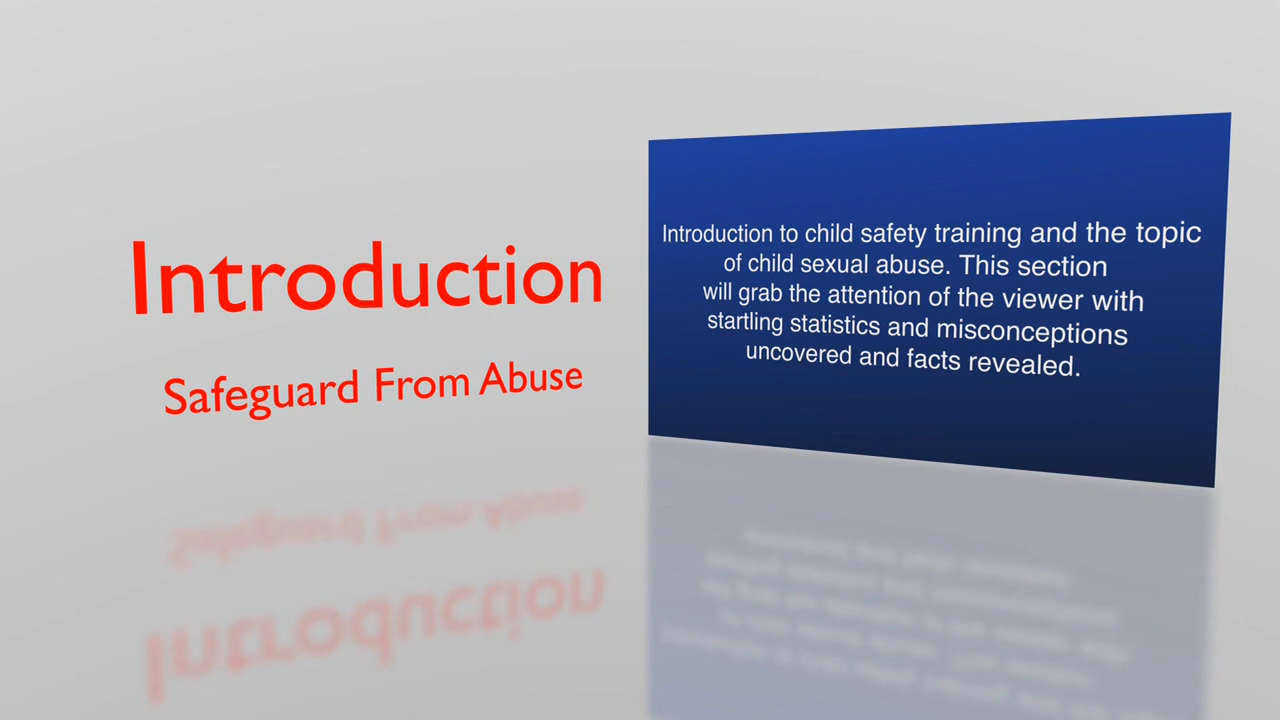 Introduction
Safeguard From Abuse
Introduction to child safety training and the topic
of child sexual abuse. This section
will grab the attention of the viewer with
startling statistics and misconceptions
uncovered and facts revealed.